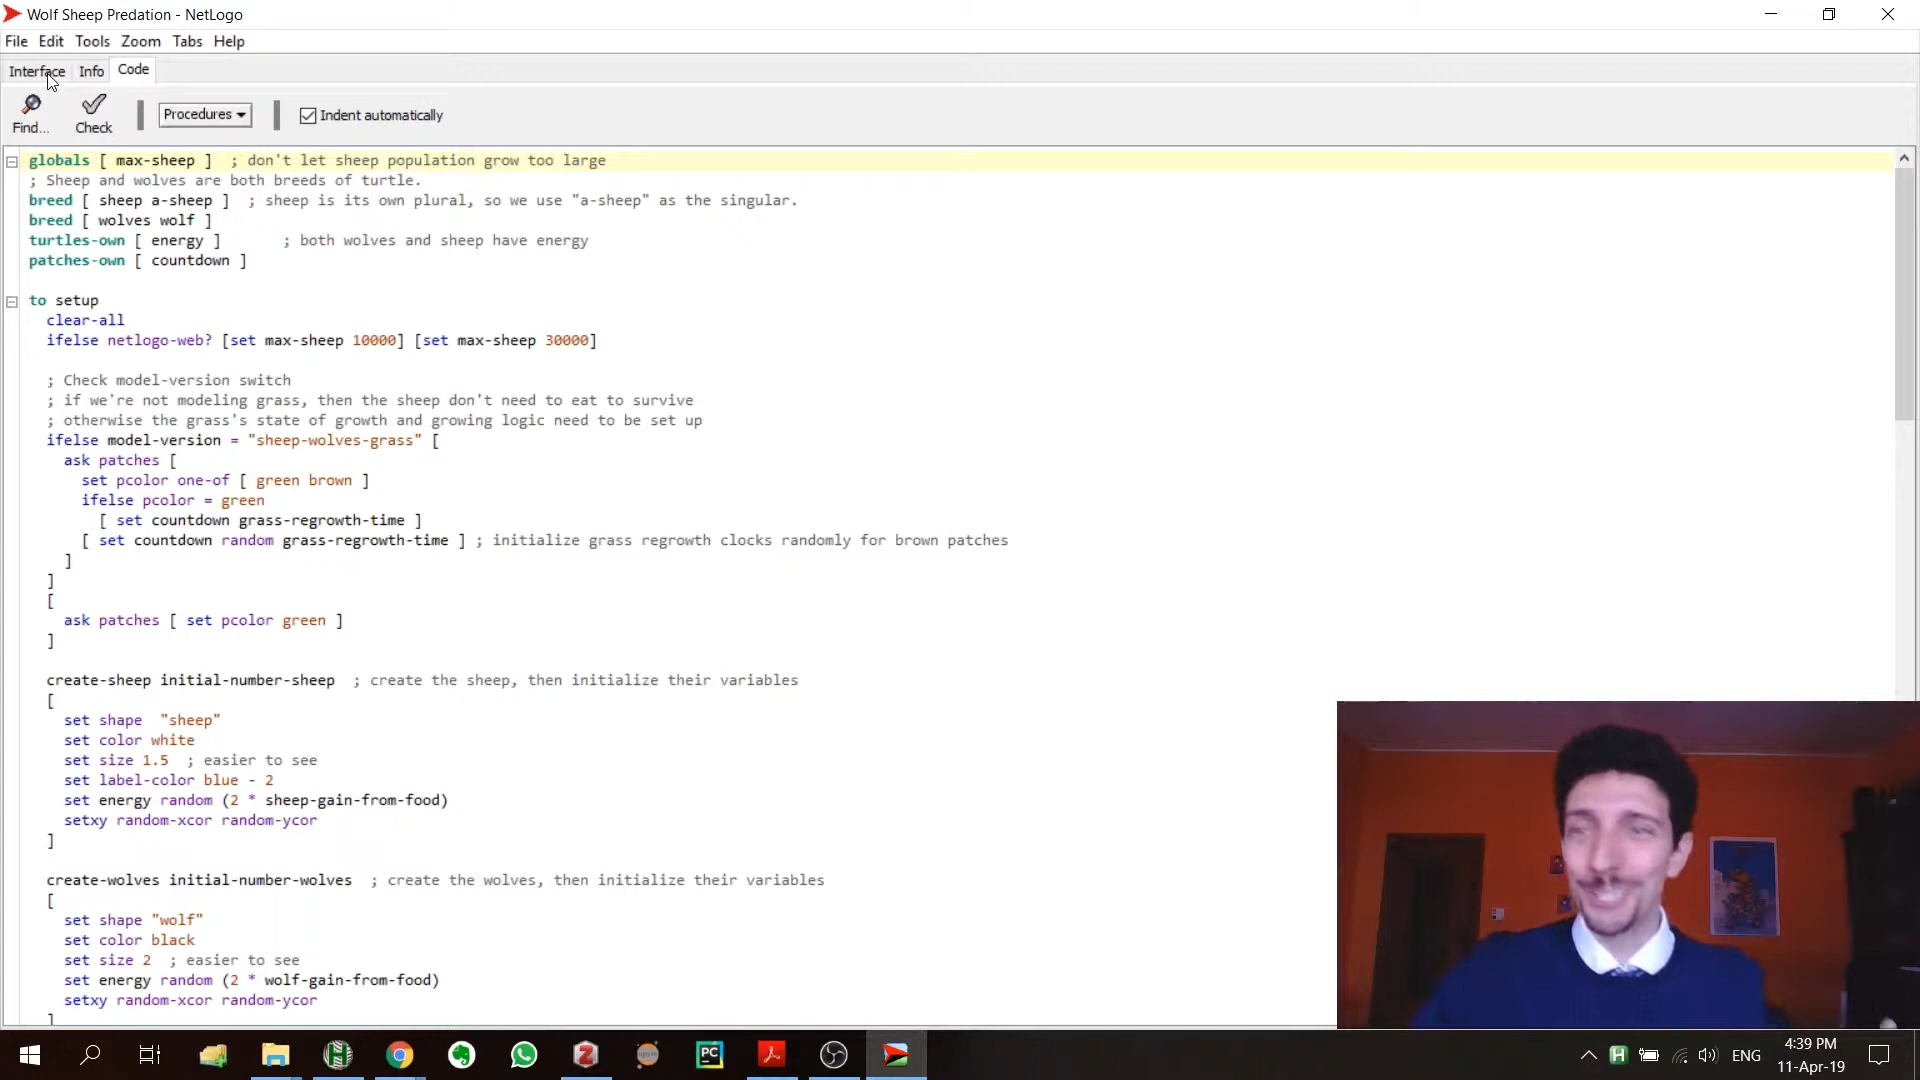 Wolf Sheep Predation - NetLogo
File Edit Tools Zoom Tabs Help
Interface Info Code
Find... Check Procedures Indent automatically
globals [ max-sheep ]  ; don't let sheep population grow too large
; Sheep and wolves are both breeds of turtle.
breed [ sheep a-sheep ]  ; sheep is its own plural, so we use "a-sheep" as the singular.
breed [ wolves wolf ]
turtles-own [ energy ]       ; both wolves and sheep have energy
patches-own [ countdown ]
to setup
clear-all
ifelse netlogo-web? [set max-sheep 10000] [set max-sheep 30000]
; Check model-version switch
; if we're not modeling grass, then the sheep don't need to eat to survive
; otherwise the grass's state of growth and growing logic need to be set up
ifelse model-version = "sheep-wolves-grass" [
ask patches [
set pcolor one-of [ green brown ]
ifelse pcolor = green
[ set countdown grass-regrowth-time ]
[ set countdown random grass-regrowth-time ] ; initialize grass regrowth clocks randomly for brown patches
]
]
[
ask patches [ set pcolor green ]
]
create-sheep initial-number-sheep  ; create the sheep, then initialize their variables
[
set shape  "sheep"
set color white
set size 1.5  ; easier to see
set label-color blue - 2
set energy random (2 * sheep-gain-from-food)
setxy random-xcor random-ycor
]
create-wolves initial-number-wolves  ; create the wolves, then initialize their variables
[
set shape "wolf"
set color black
set size 2  ; easier to see
set energy random (2 * wolf-gain-from-food)
setxy random-xcor random-ycor
]
Z PC H ENG 4:39 PM
11-Apr-19